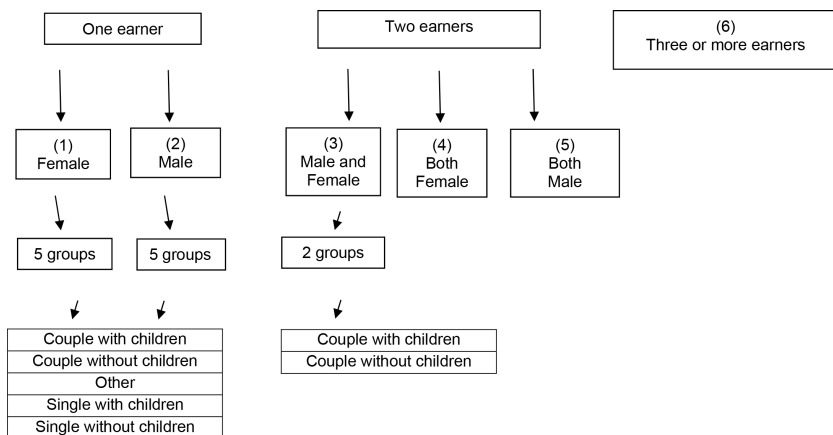 One earner
Two earners
(6)
Three or more earners
(1)
Female
(2)
Male
(3)
Male and
Female
(4)
Both
Female
(5)
Both
Male
5 groups
5 groups
2 groups
Couple with children
Couple without children
Other
Single with children
Single without children
Couple with children
Couple without children